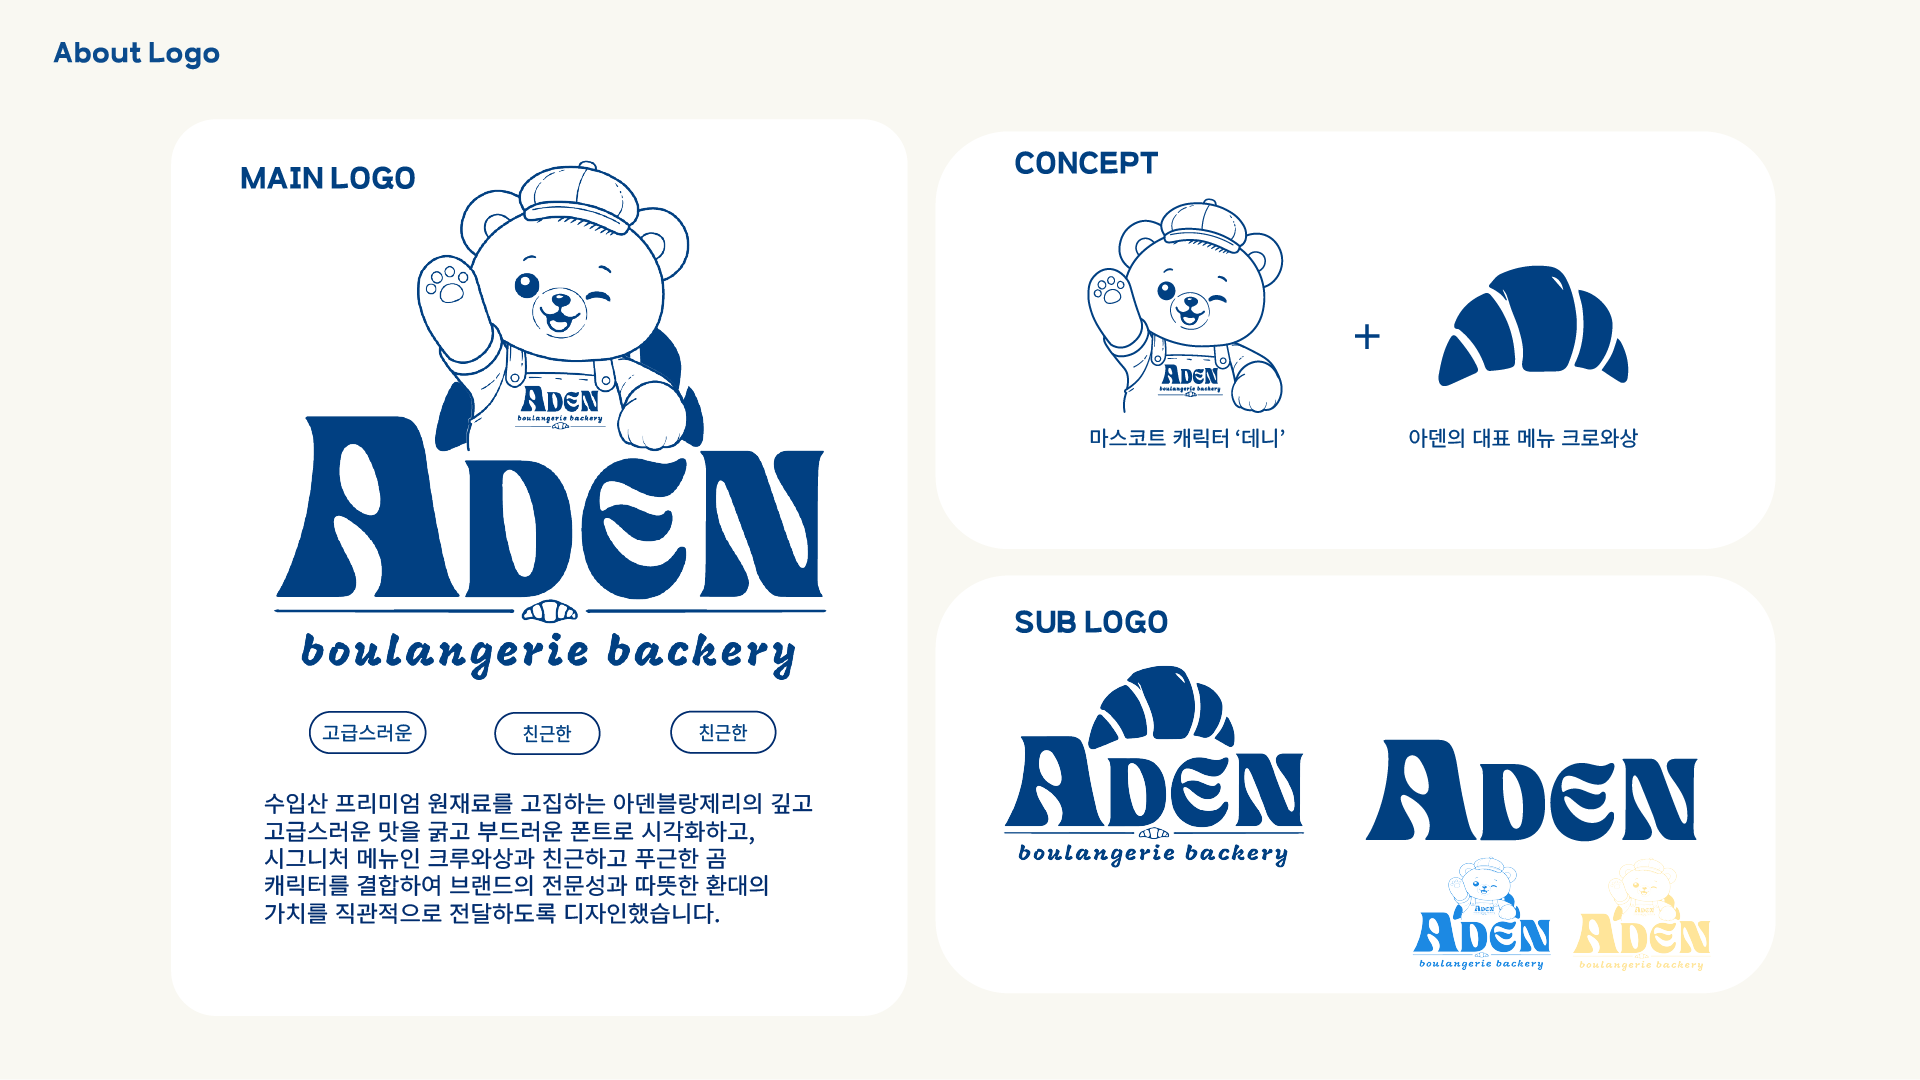 About Logo
MAIN LOGO
ADEN
boulangerie backery
ADEN
boulangerie backery
고급스러운
친근한
친근한
수입산 프리미엄 원재료를 고집하는 아덴블랑제리의 깊고
고급스러운 맛을 굵고 부드러운 폰트로 시각화하고,
시그니처 메뉴인 크루와상과 친근하고 푸근한 곰
캐릭터를 결합하여 브랜드의 전문성과 따뜻한 환대의
가치를 직관적으로 전달하도록 디자인했습니다.
CONCEPT
ADEN
boulangerie backery
+
마스코트 캐릭터 ‘데니’
아덴의 대표 메뉴 크로와상
SUB LOGO
ADEN
boulangerie backery
ADEN
ADEN
ADEN
boulangerie backery
ADEN
ADEN
boulangerie backery